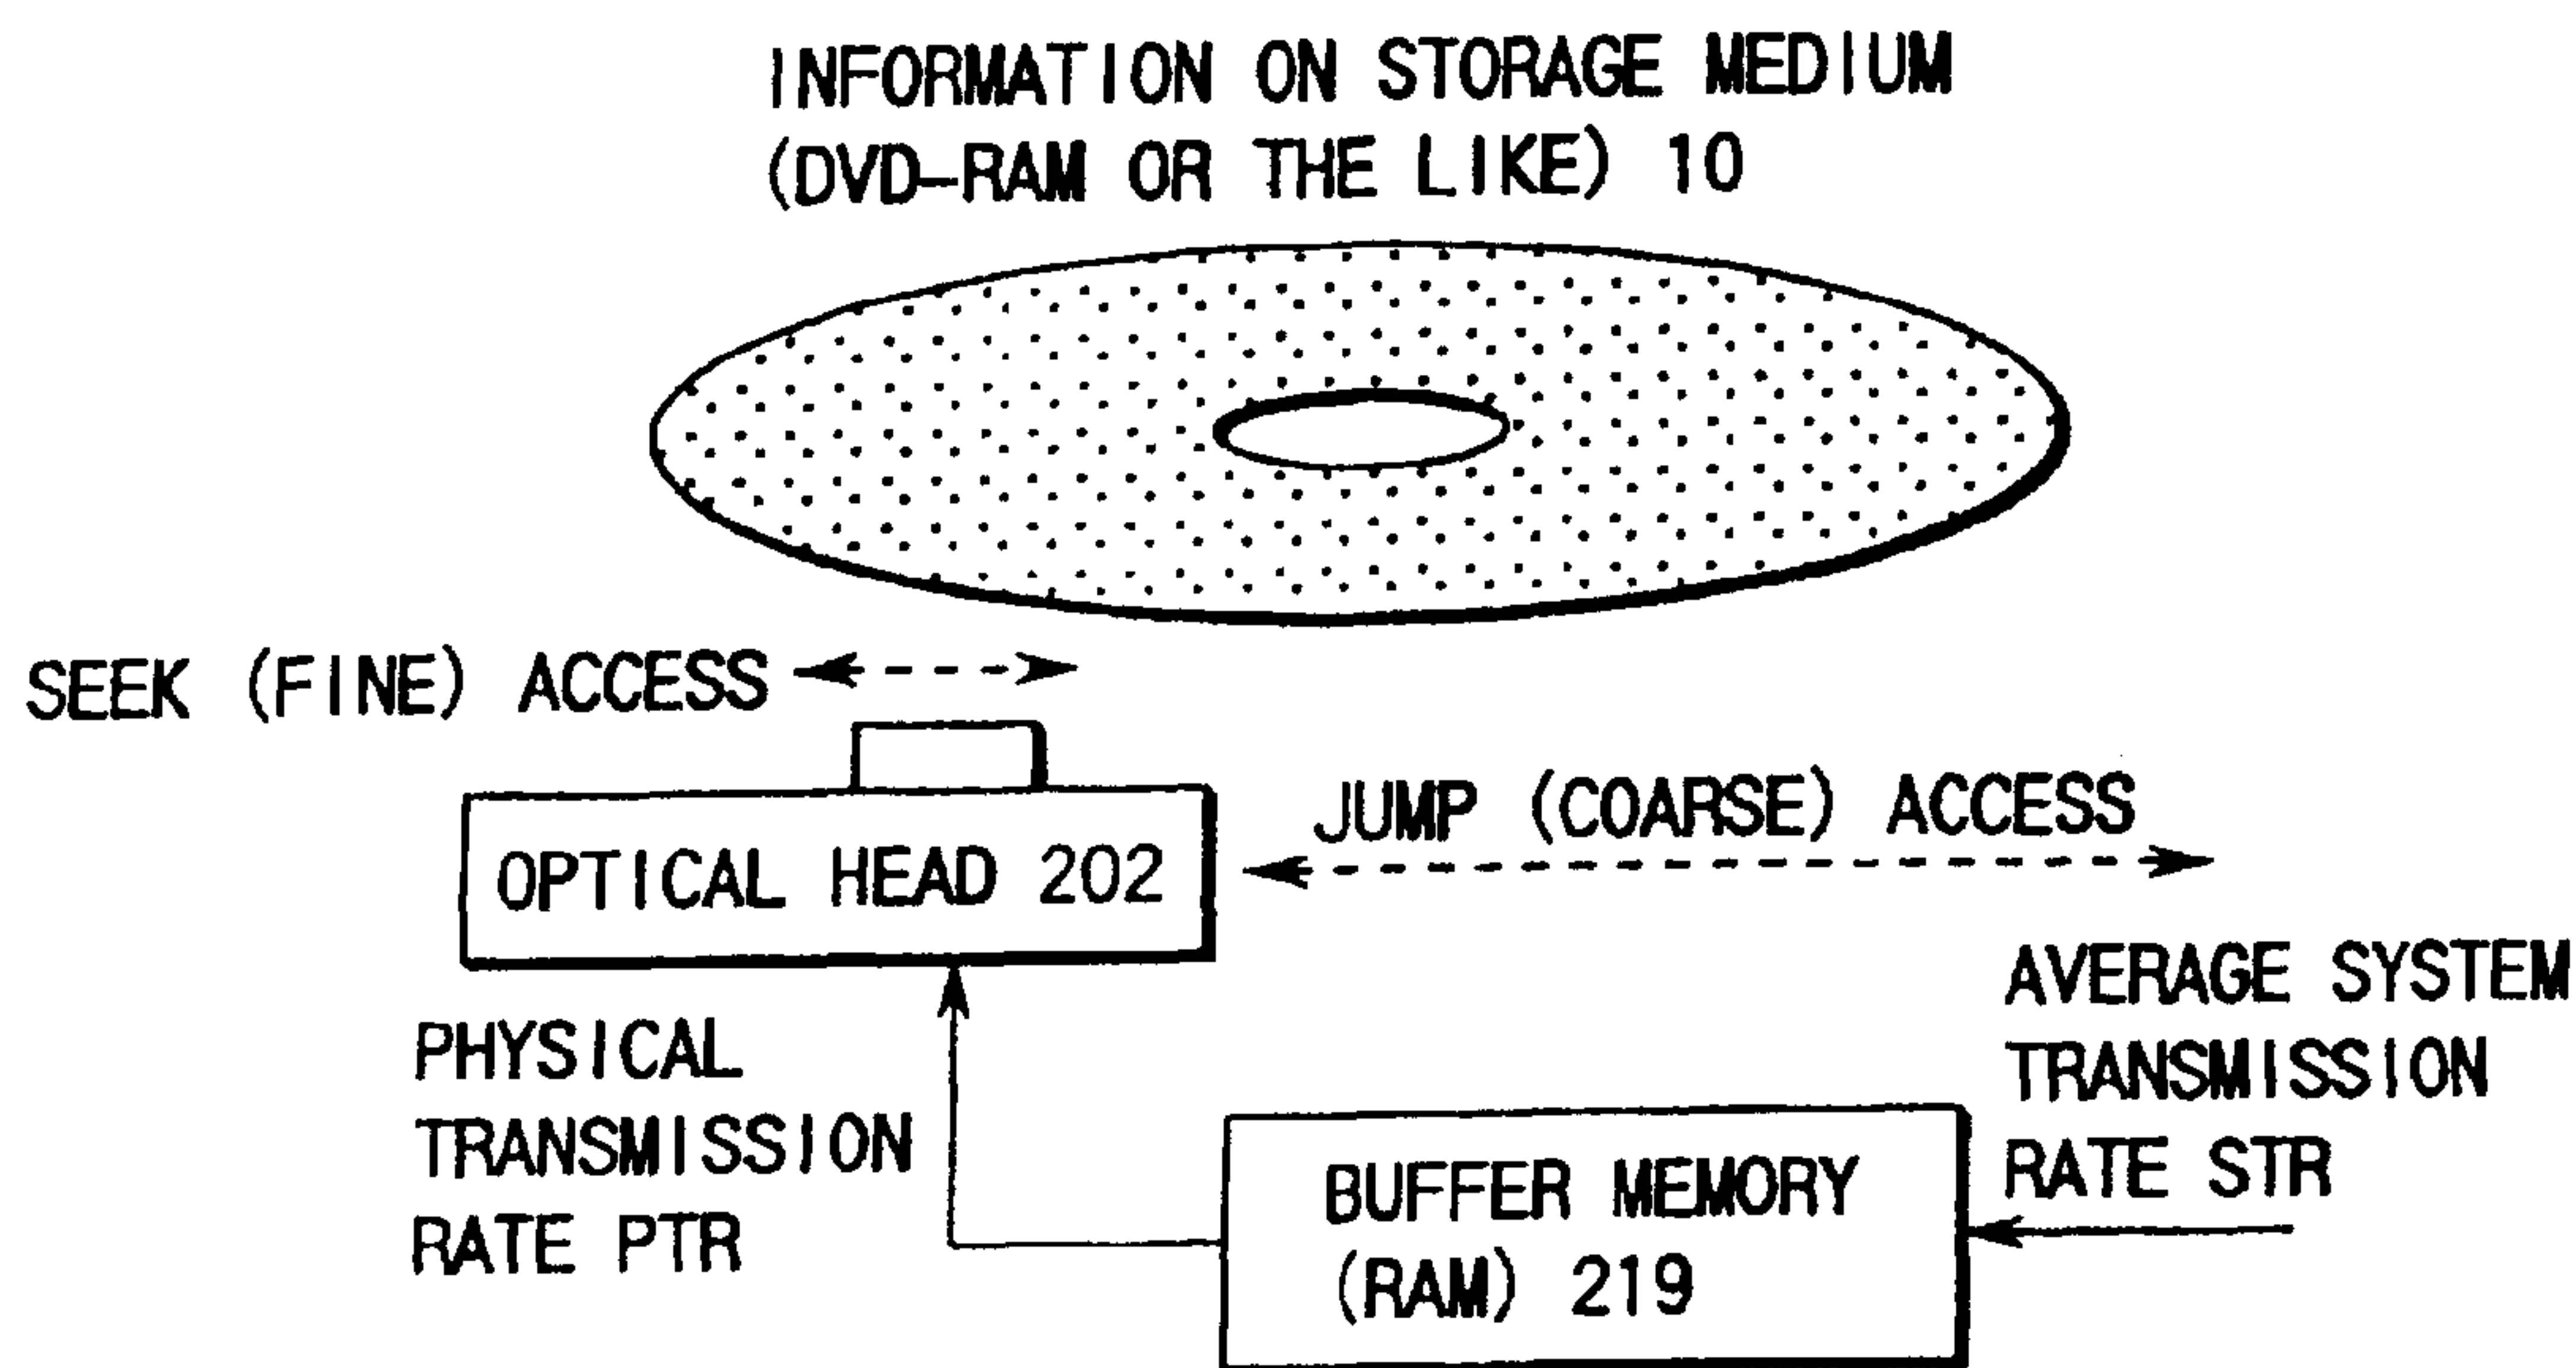 INFORMATION ON STORAGE MEDIUM
(DVD-RAM OR THE LIKE) 10
SEEK (FINE) ACCESS
JUMP (COARSE) ACCESS
OPTICAL HEAD 202
AVERAGE SYSTEM
TRANSMISSION
RATE STR
PHYSICAL
TRANSMISSION
RATE PTR
BUFFER MEMORY
(RAM) 219